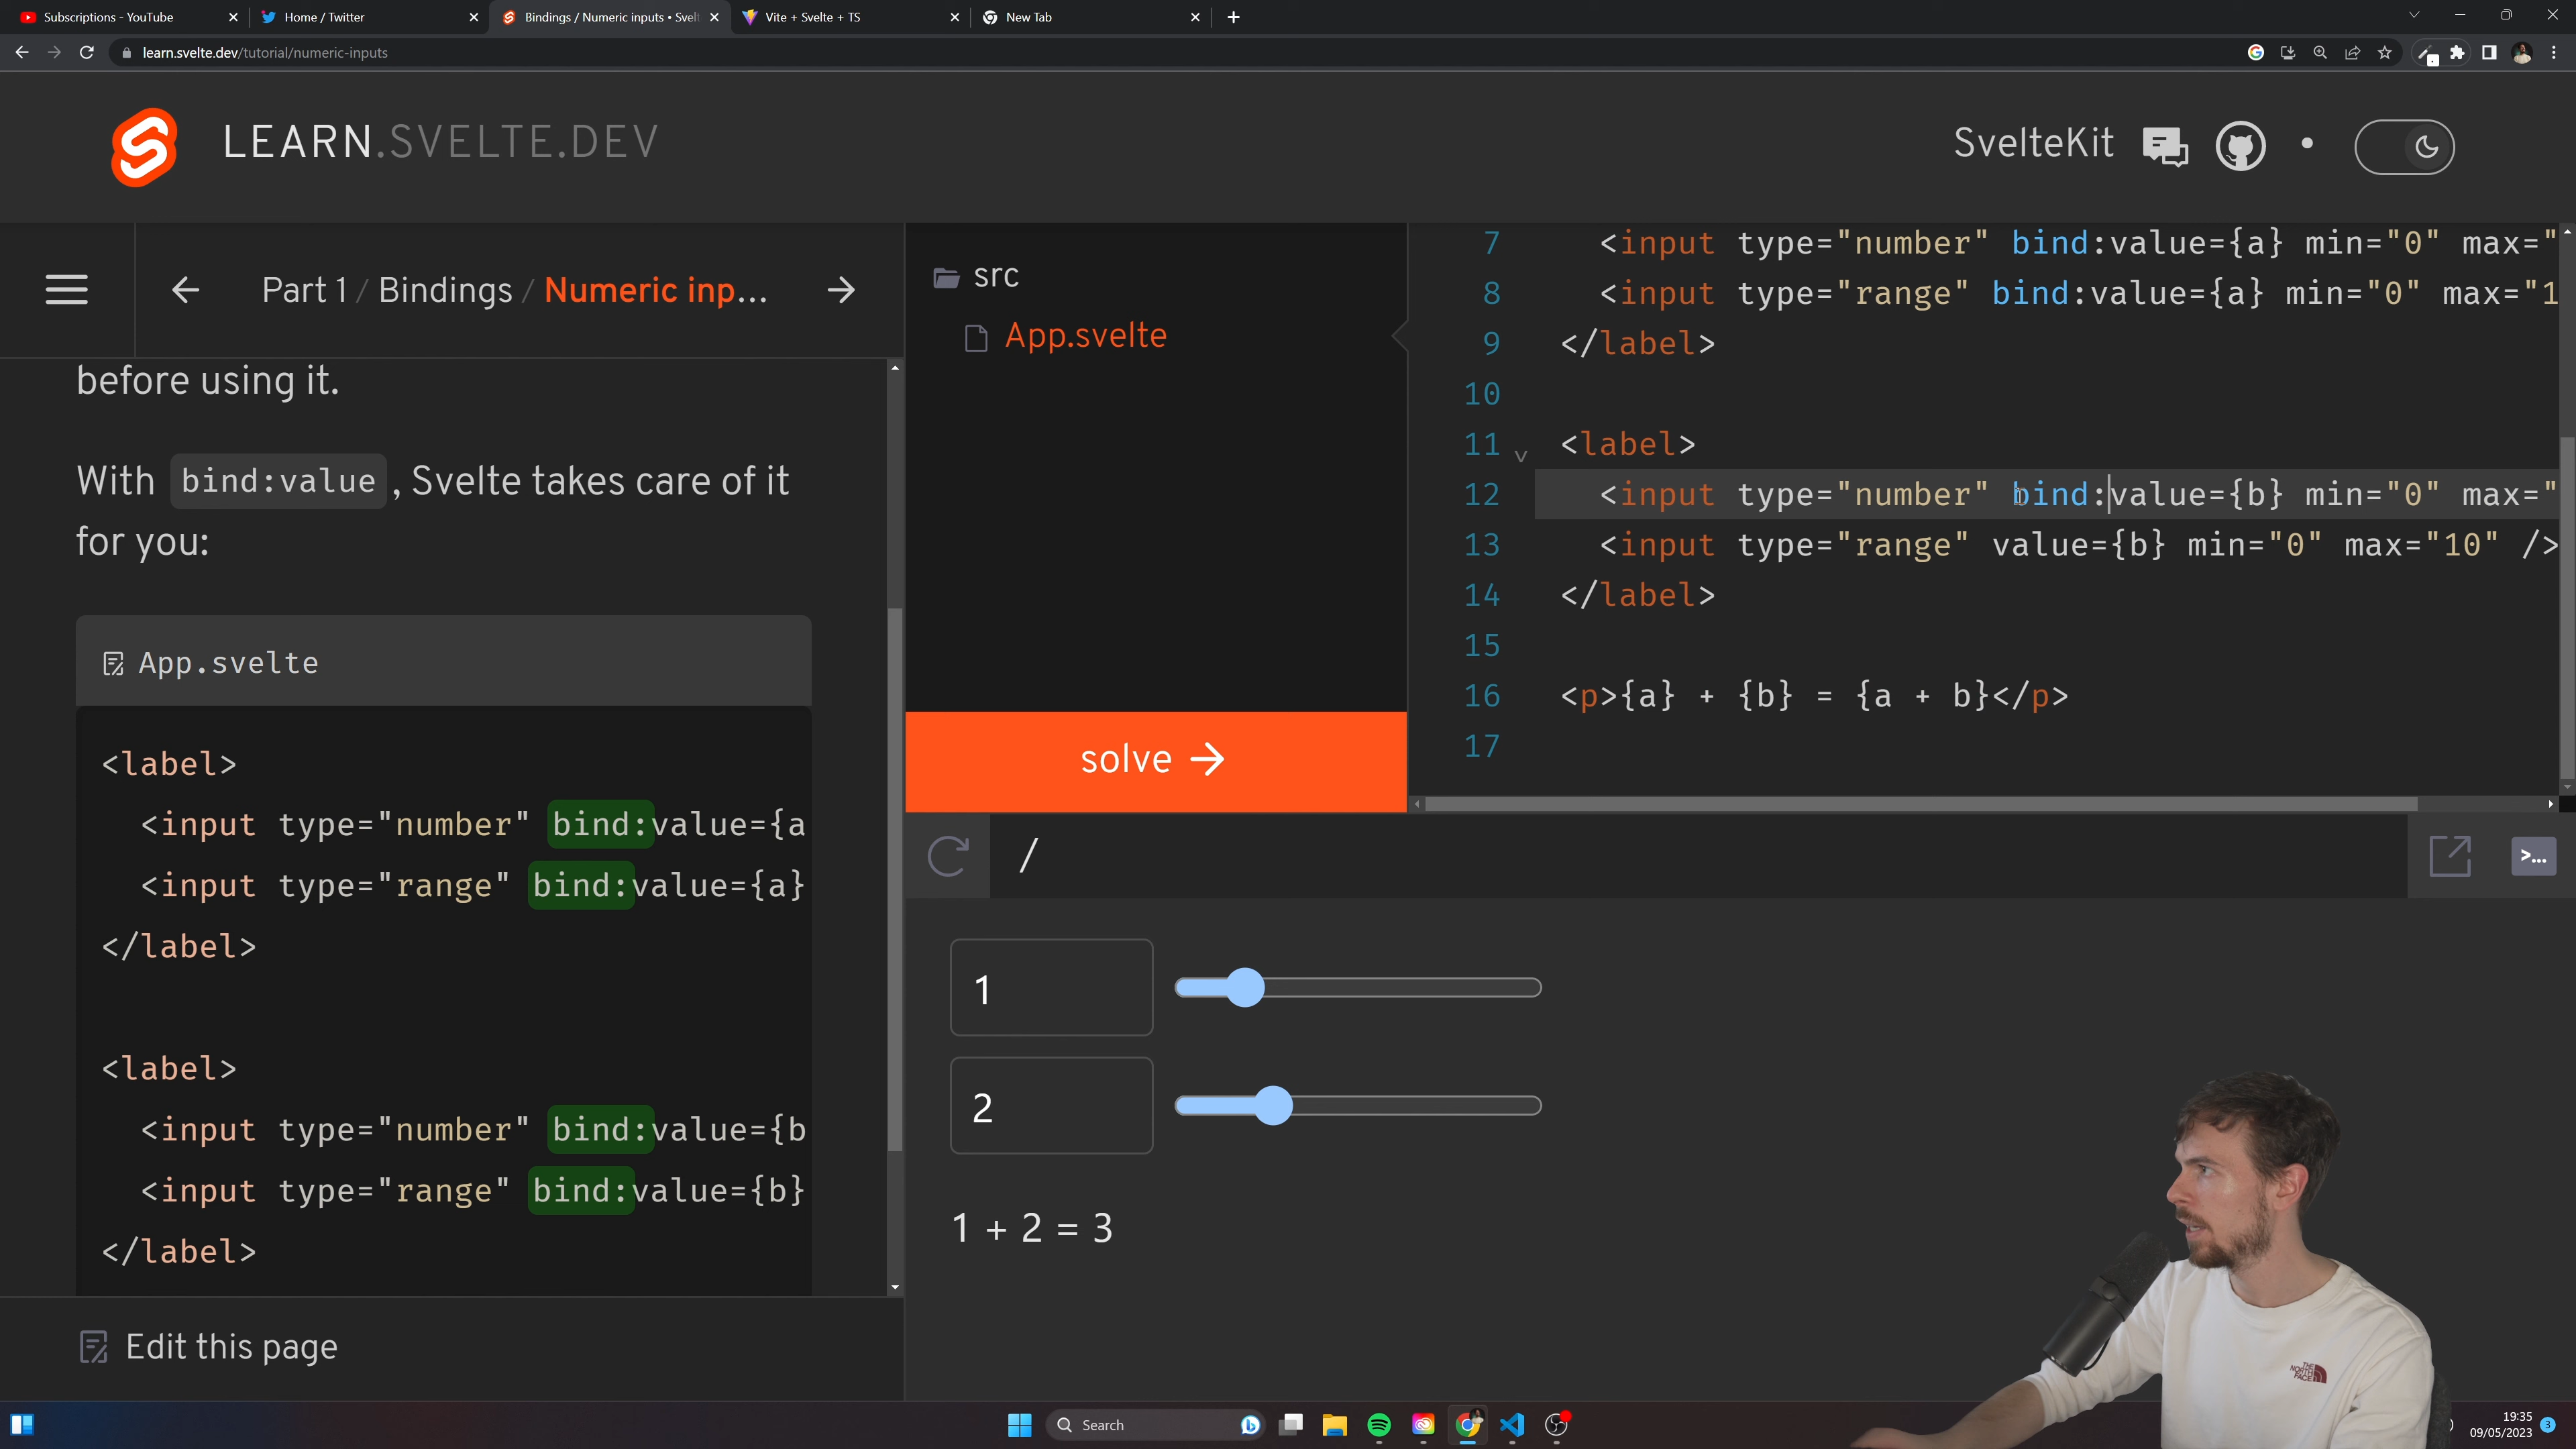 Subscriptions - YouTube
Home / Twitter
Bindings / Numeric inputs • Svelt
Vite + Svelte + TS
New Tab
learn.svelte.dev/tutorial/numeric-inputs
LEARN.SVELTE.DEV
SvelteKit
Part 1 / Bindings / Numeric inp...
before using it.
With bind:value , Svelte takes care of it
for you:
App.svelte
<label>
<input type="number" bind:value={a
<input type="range" bind:value={a}
</label>
<label>
<input type="number" bind:value={b
<input type="range" bind:value={b}
</label>
Edit this page
src
App.svelte
solve →
7 <input type="number" bind:value={a} min="0" max="
8 <input type="range" bind:value={a} min="0" max="1
9 </label>
10
11 <label>
12 <input type="number" bind:value={b} min="0" max="
13 <input type="range" value={b} min="0" max="10" />
14 </label>
15
16 <p>{a} + {b} = {a + b}</p>
17
/
>...
1
2
1 + 2 = 3
THE NORTH FACE
Search
19:35
09/05/2023
3